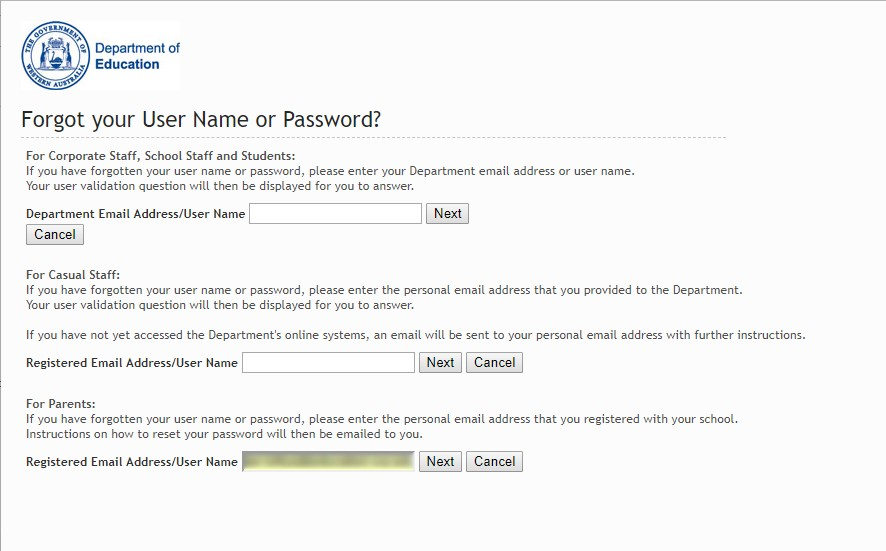 THE GOVERNMENT OF
WESTERN AUSTRALIA
Department of
Education
Forgot your User Name or Password?
For Corporate Staff, School Staff and Students:
If you have forgotten your user name or password, please enter your Department email address or user name.
Your user validation question will then be displayed for you to answer.
Department Email Address/User Name Next
Cancel
For Casual Staff:
If you have forgotten your user name or password, please enter the personal email address that you provided to the Department.
Your user validation question will then be displayed for you to answer.
If you have not yet accessed the Department's online systems, an email will be sent to your personal email address with further instructions.
Registered Email Address/User Name Next Cancel
For Parents:
If you have forgotten your user name or password, please enter the personal email address that you registered with your school.
Instructions on how to reset your password will then be emailed to you.
Registered Email Address/User Name Next Cancel